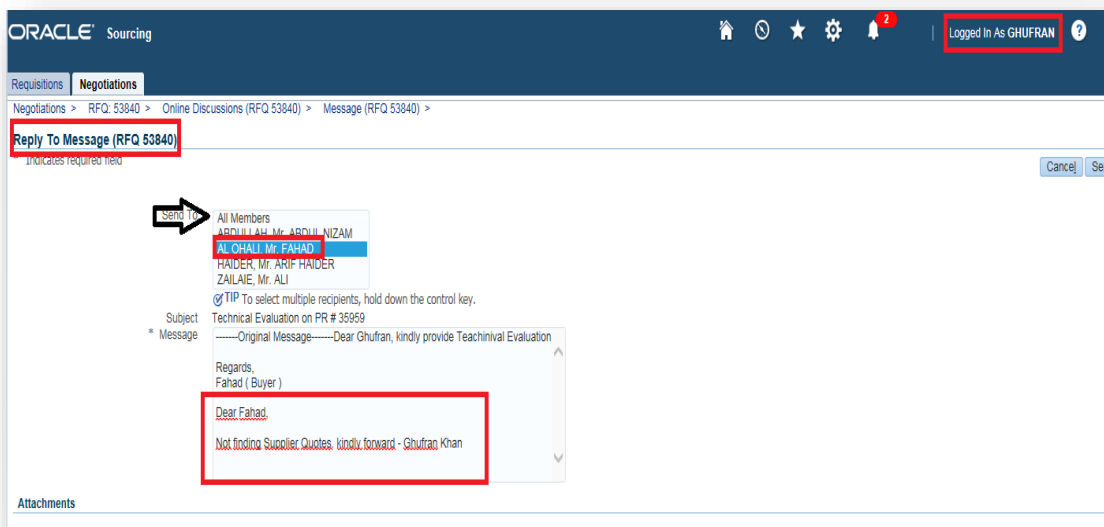 ORACLE Sourcing
2
Logged In As GHUFRAN ?
Requisitions Negotiations
Negotiations > RFQ: 53840 > Online Discussions (RFQ 53840) > Message (RFQ 53840) >
Reply To Message (RFQ 53840)
* Indicates required field
Cancel Se
Send To
All Members
ABDULLAH, Mr. ABDUL NIZAM
AL OHALI, Mr. FAHAD
HAIDER, Mr. ARIF HAIDER
ZAILAIE, Mr. ALI
TIP To select multiple recipients, hold down the control key.
Subject Technical Evaluation on PR # 35959
* Message
-------Original Message-------Dear Ghufran, kindly provide Teachinival Evaluation
Regards,
Fahad ( Buyer )
Dear Fahad,
Not finding Supplier Quotes, kindly forward - Ghufran Khan
Attachments